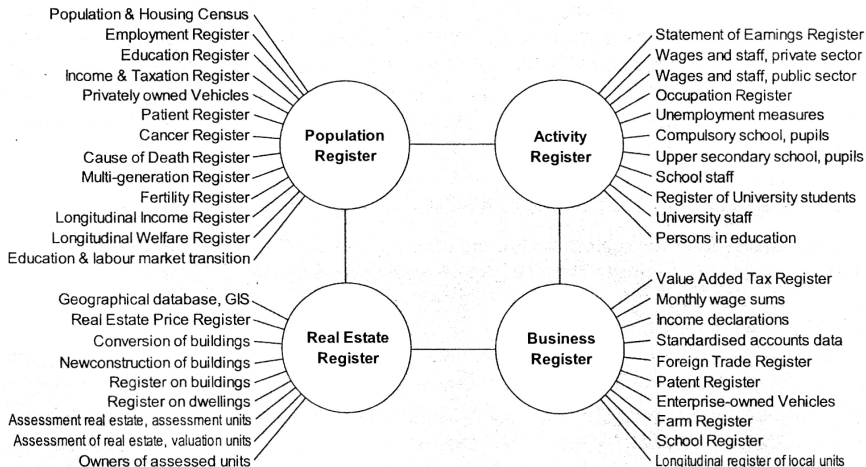 Population & Housing Census
Employment Register
Education Register
Income & Taxation Register
Privately owned Vehicles
Patient Register
Cancer Register
Cause of Death Register
Multi-generation Register
Fertility Register
Longitudinal Income Register
Longitudinal Welfare Register
Education & labour market transition
Population
Register
Activity
Register
Statement of Earnings Register
Wages and staff, private sector
Wages and staff, public sector
Occupation Register
Unemployment measures
Compulsory school, pupils
Upper secondary school, pupils
School staff
Register of University students
University staff
Persons in education
Geographical database, GIS
Real Estate Price Register
Conversion of buildings
Newconstruction of buildings
Register on buildings
Register on dwellings
Assessment real estate, assessment units
Assessment of real estate, valuation units
Owners of assessed units
Real Estate
Register
Business
Register
Value Added Tax Register
Monthly wage sums
Income declarations
Standardised accounts data
Foreign Trade Register
Patent Register
Enterprise-owned Vehicles
Farm Register
School Register
Longitudinal register of local units